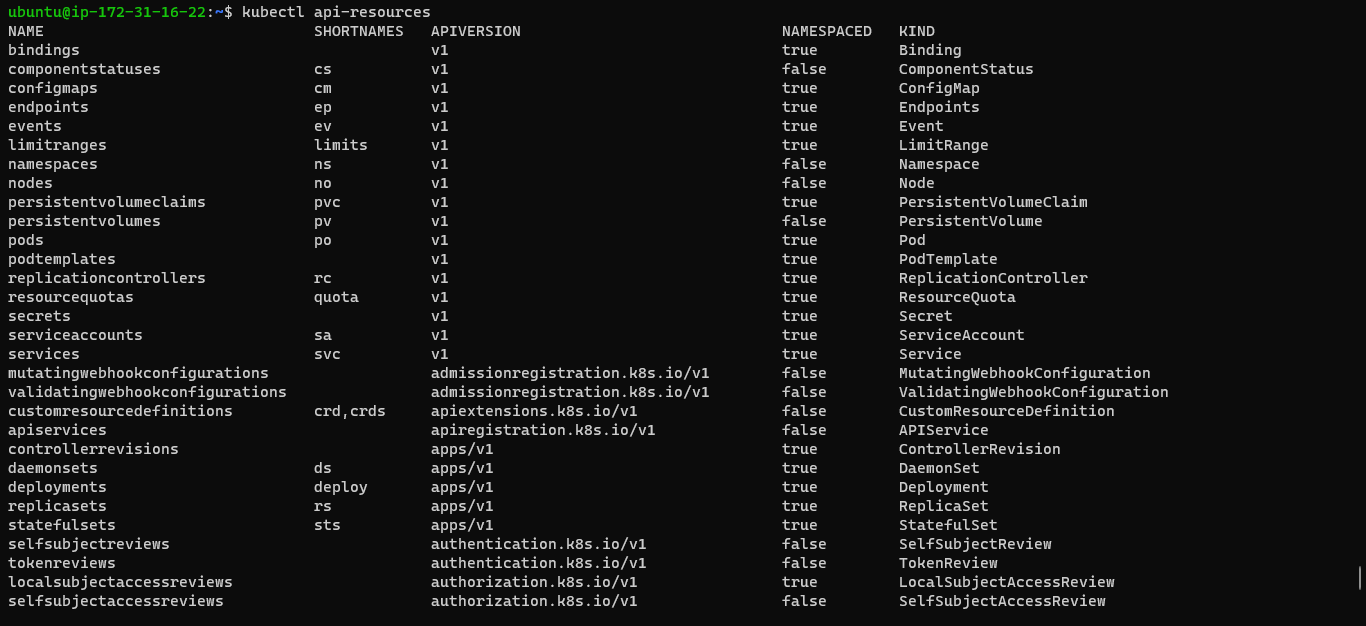 ubuntu@ip-172-31-16-22:~$ kubectl api-resources
NAME SHORTNAMES APIVERSION NAMESPACED KIND
bindings v1 true Binding
componentstatuses cs v1 false ComponentStatus
configmaps cm v1 true ConfigMap
endpoints ep v1 true Endpoints
events ev v1 true Event
limitranges limits v1 true LimitRange
namespaces ns v1 false Namespace
nodes no v1 false Node
persistentvolumeclaims pvc v1 true PersistentVolumeClaim
persistentvolumes pv v1 false PersistentVolume
pods po v1 true Pod
podtemplates v1 true PodTemplate
replicationcontrollers rc v1 true ReplicationController
resourcequotas quota v1 true ResourceQuota
secrets v1 true Secret
serviceaccounts sa v1 true ServiceAccount
services svc v1 true Service
mutatingwebhookconfigurations admissionregistration.k8s.io/v1 false MutatingWebhookConfiguration
validatingwebhookconfigurations admissionregistration.k8s.io/v1 false ValidatingWebhookConfiguration
customresourcedefinitions crd,crds apiextensions.k8s.io/v1 false CustomResourceDefinition
apiservices apiregistration.k8s.io/v1 false APIService
controllerrevisions apps/v1 true ControllerRevision
daemonsets ds apps/v1 true DaemonSet
deployments deploy apps/v1 true Deployment
replicasets rs apps/v1 true ReplicaSet
statefulsets sts apps/v1 true StatefulSet
selfsubjectreviews authentication.k8s.io/v1 false SelfSubjectReview
tokenreviews authentication.k8s.io/v1 false TokenReview
localsubjectaccessreviews authorization.k8s.io/v1 true LocalSubjectAccessReview
selfsubjectaccessreviews authorization.k8s.io/v1 false SelfSubjectAccessReview